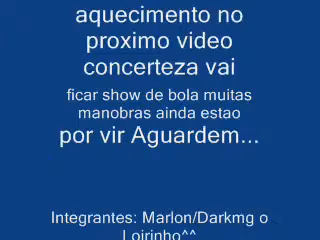 aquecimento no
proximo video
concerteza vai
ficar show de bola muitas
manobras ainda estao
por vir Aguardem...
Integrantes: Marlon/Darkmg o
Loirinho^^